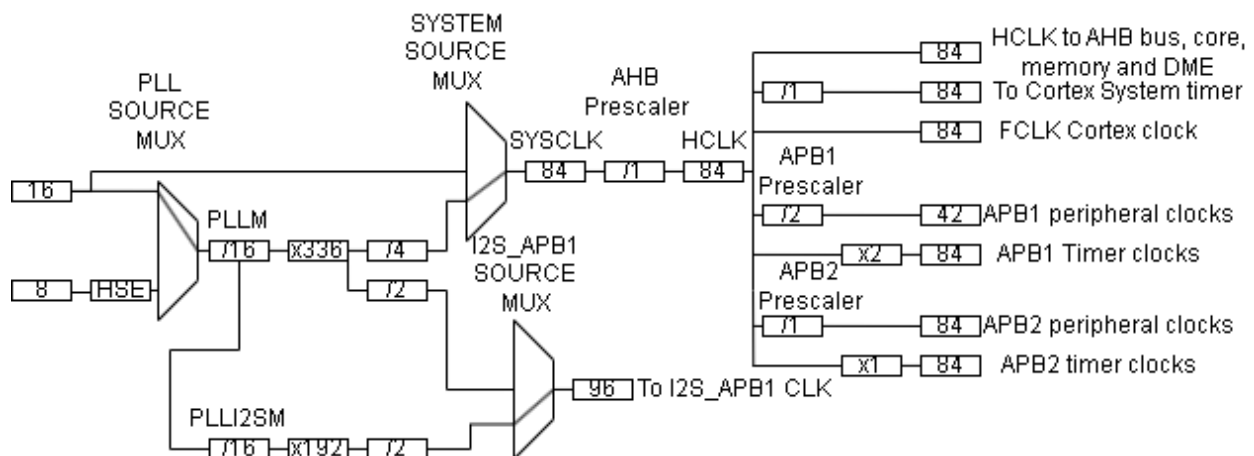 SYSTEM
SOURCE
MUX
PLL
SOURCE
MUX
AHB
Prescaler
SYSCLK
HCLK
84
HCLK to AHB bus, core,
memory and DME
/1
84
To Cortex System timer
84
FCLK Cortex clock
16
84
/1
84
APB1
Prescaler
/2
42
APB1 peripheral clocks
PLLM
/16
x336
/4
I2S_APB1
SOURCE
MUX
x2
84
APB1 Timer clocks
8
HSE
/2
APB2
Prescaler
/1
84
APB2 peripheral clocks
x1
84
APB2 timer clocks
96
To I2S_APB1 CLK
PLLI2SM
/16
x192
/2